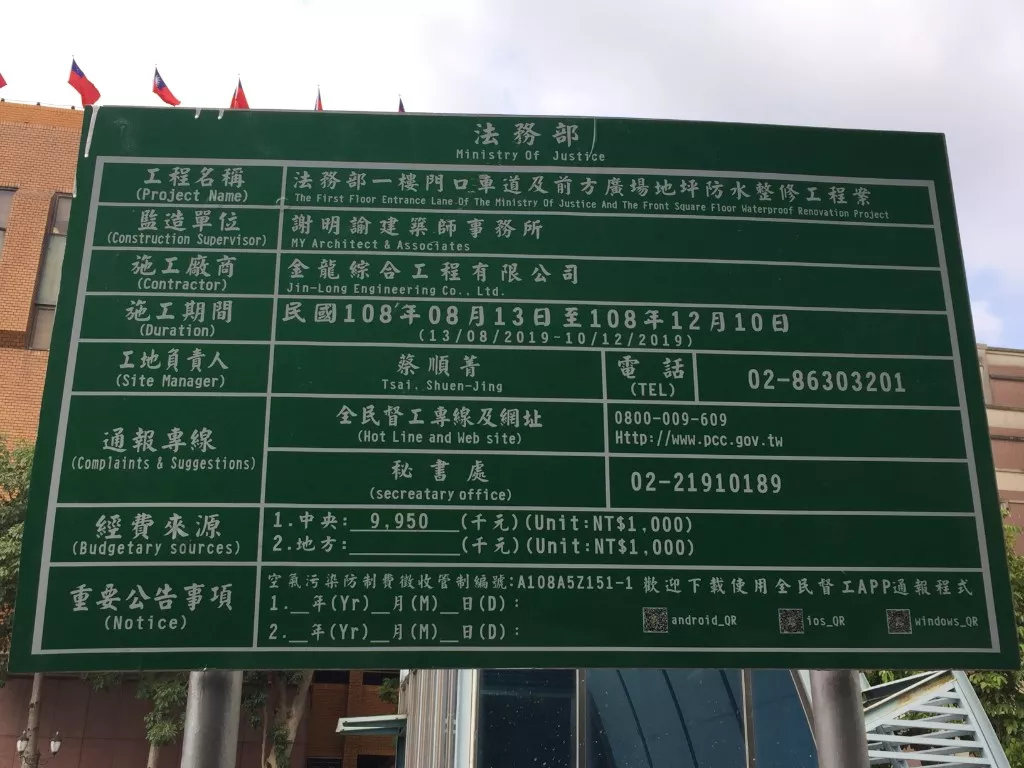 法務部
Ministry Of Justice
工程名稱
(Project Name)
法務部一樓門口車道及前方廣場地坪防水整修工程案
The First Floor Entrance Lane Of The Ministry Of Justice And The Front Square Floor Waterproof Renovation Project
監造單位
(Construction Supervisor)
謝明諭建築師事務所
MY Architect & Associates
施工廠商
(Contractor)
金龍綜合工程有限公司
Jin-Long Engineering Co., Ltd.
施工期間
(Duration)
民國108年08月13日至108年12月10日
(13/08/2019-10/12/2019)
工地負責人
(Site Manager)
蔡順菁
Tsai, Shuen-Jing
電話
(TEL)
02-86303201
通報專線
(Complaints & Suggestions)
全民督工專線及網址
(Hot Line and Web site)
0800-009-609
Http://www.pcc.gov.tw
秘書處
(secreatary office)
02-21910189
經費來源
(Budgetary sources)
1.中央:__9,950___(千元)(Unit:NT$1,000)
2.地方:__________(千元)(Unit:NT$1,000)
重要公告事項
(Notice)
空氣污染防制費徵收管制編號:A108A5Z151-1 歡迎下載使用全民督工APP通報程式
1.__年(Yr)__月(M)__日(D):
2.__年(Yr)__月(M)__日(D):
android_QR
ios_QR
windows_QR